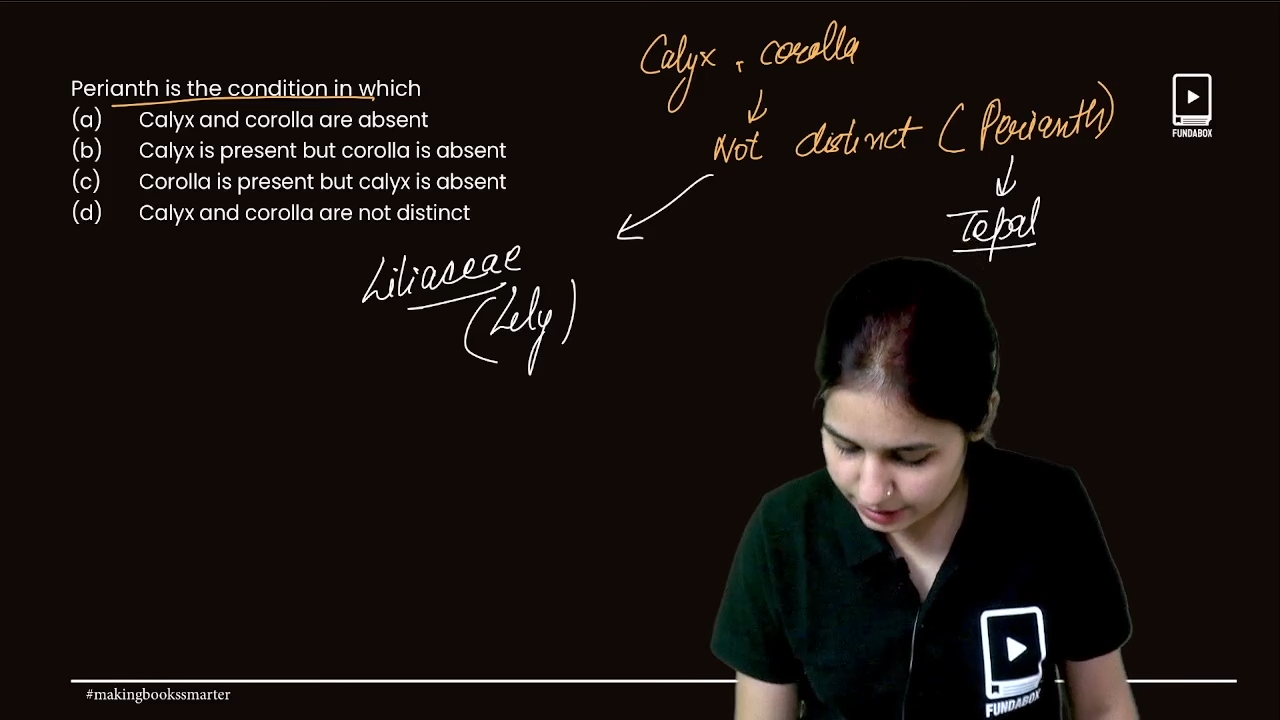 Calyx , corolla
Perianth is the condition in which
(a) Calyx and corolla are absent
(b) Calyx is present but corolla is absent
(c) Corolla is present but calyx is absent
(d) Calyx and corolla are not distinct
Not distinct (Perianth)
Tepal
Liliaceae
(Lily)
FUNDABOX
FUNDABOX
#makingbookssmarter